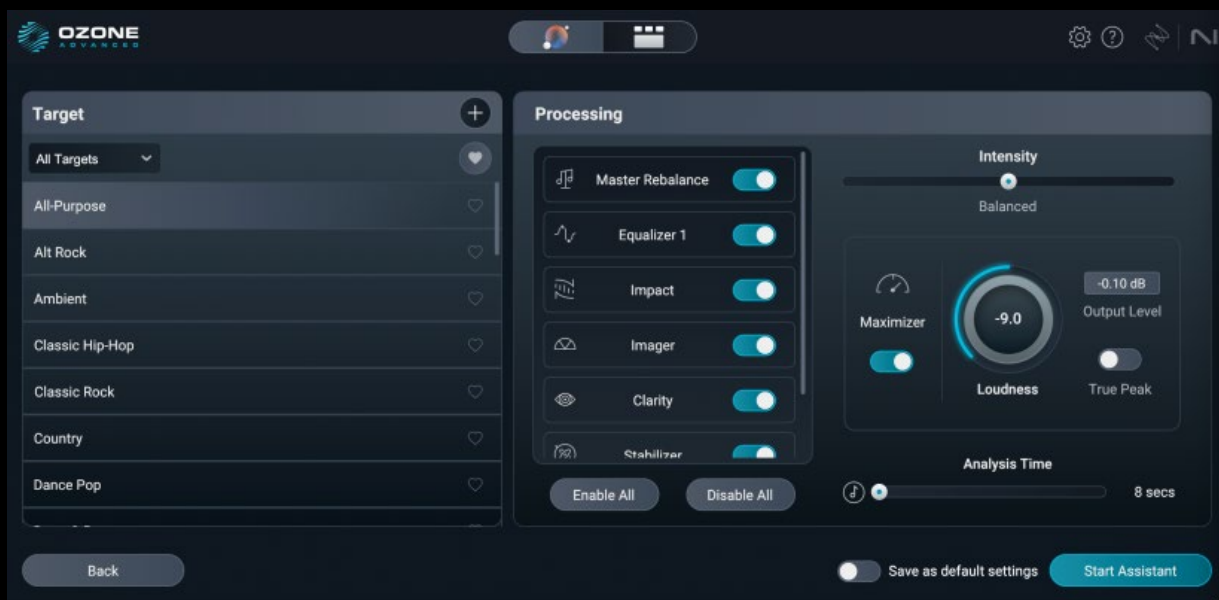 OZONE
ADVANCED
Target
All Targets
All-Purpose
Alt Rock
Ambient
Classic Hip-Hop
Classic Rock
Country
Dance Pop
Processing
Master Rebalance
Equalizer 1
Impact
Imager
Clarity
Stabilizer
Enable All
Disable All
Intensity
Balanced
Maximizer
-9.0
Loudness
-0.10 dB
Output Level
True Peak
Analysis Time
8 secs
Back
Save as default settings
Start Assistant